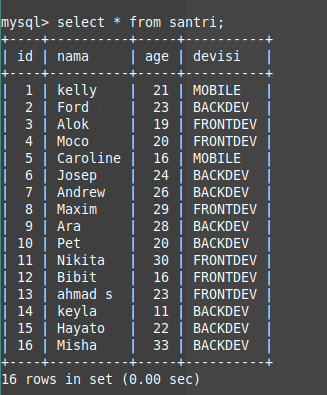 mysql> select * from santri;
+----+----------+-----+----------+
| id | nama     | age | devisi   |
+----+----------+-----+----------+
|  1 | kelly    |  21 | MOBILE   |
|  2 | Ford     |  23 | BACKDEV  |
|  3 | Alok     |  19 | FRONTDEV |
|  4 | Moco     |  20 | FRONTDEV |
|  5 | Caroline |  16 | MOBILE   |
|  6 | Josep    |  24 | BACKDEV  |
|  7 | Andrew   |  26 | BACKDEV  |
|  8 | Maxim    |  29 | FRONTDEV |
|  9 | Ara      |  28 | BACKDEV  |
| 10 | Pet      |  20 | BACKDEV  |
| 11 | Nikita   |  30 | FRONTDEV |
| 12 | Bibit    |  16 | FRONTDEV |
| 13 | ahmad s  |  23 | FRONTDEV |
| 14 | keyla    |  11 | BACKDEV  |
| 15 | Hayato   |  22 | BACKDEV  |
| 16 | Misha    |  33 | BACKDEV  |
+----+----------+-----+----------+
16 rows in set (0.00 sec)